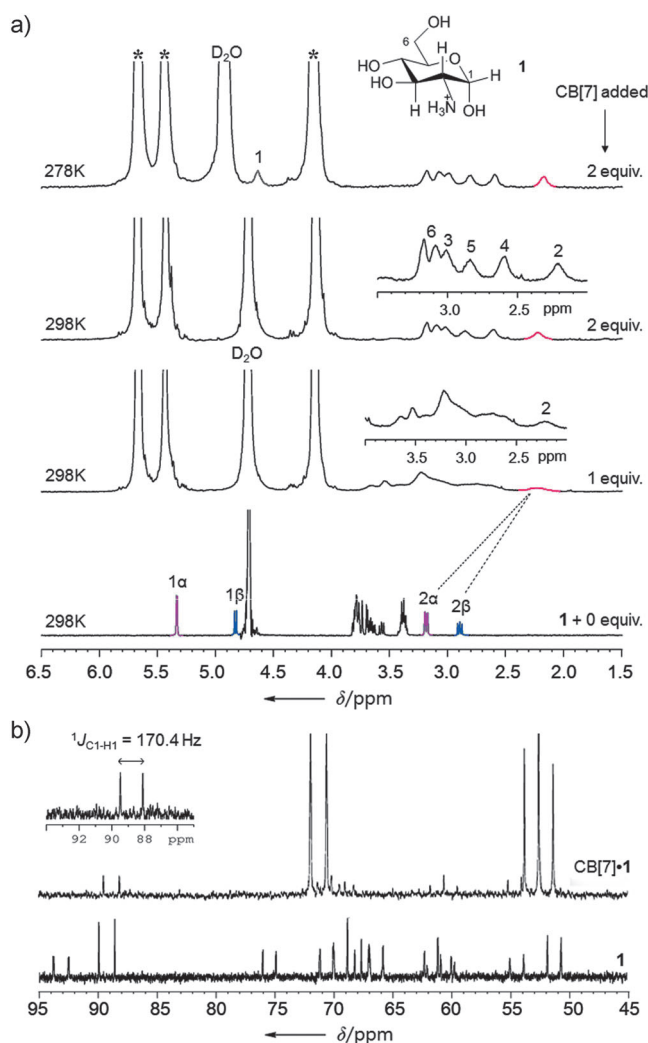 a)
OH
6
HO
H
O
HO
1
H
H
H₃N⁺
OH
1
CB[7] added
*
*
D₂O
*
1
278K
2 equiv.
6
3
5
4
2
3.0
2.5
ppm
298K
2 equiv.
D₂O
2
3.5
3.0
2.5
ppm
298K
1 equiv.
1α
1β
2α
2β
298K
1 + 0 equiv.
6.5 6.0 5.5 5.0 4.5 4.0 3.5 3.0 2.5 2.0 1.5
δ/ppm
b)
¹J_C1-H1 = 170.4 Hz
92 90 88 ppm
CB[7]•1
1
95 90 85 80 75 70 65 60 55 50 45
δ/ppm